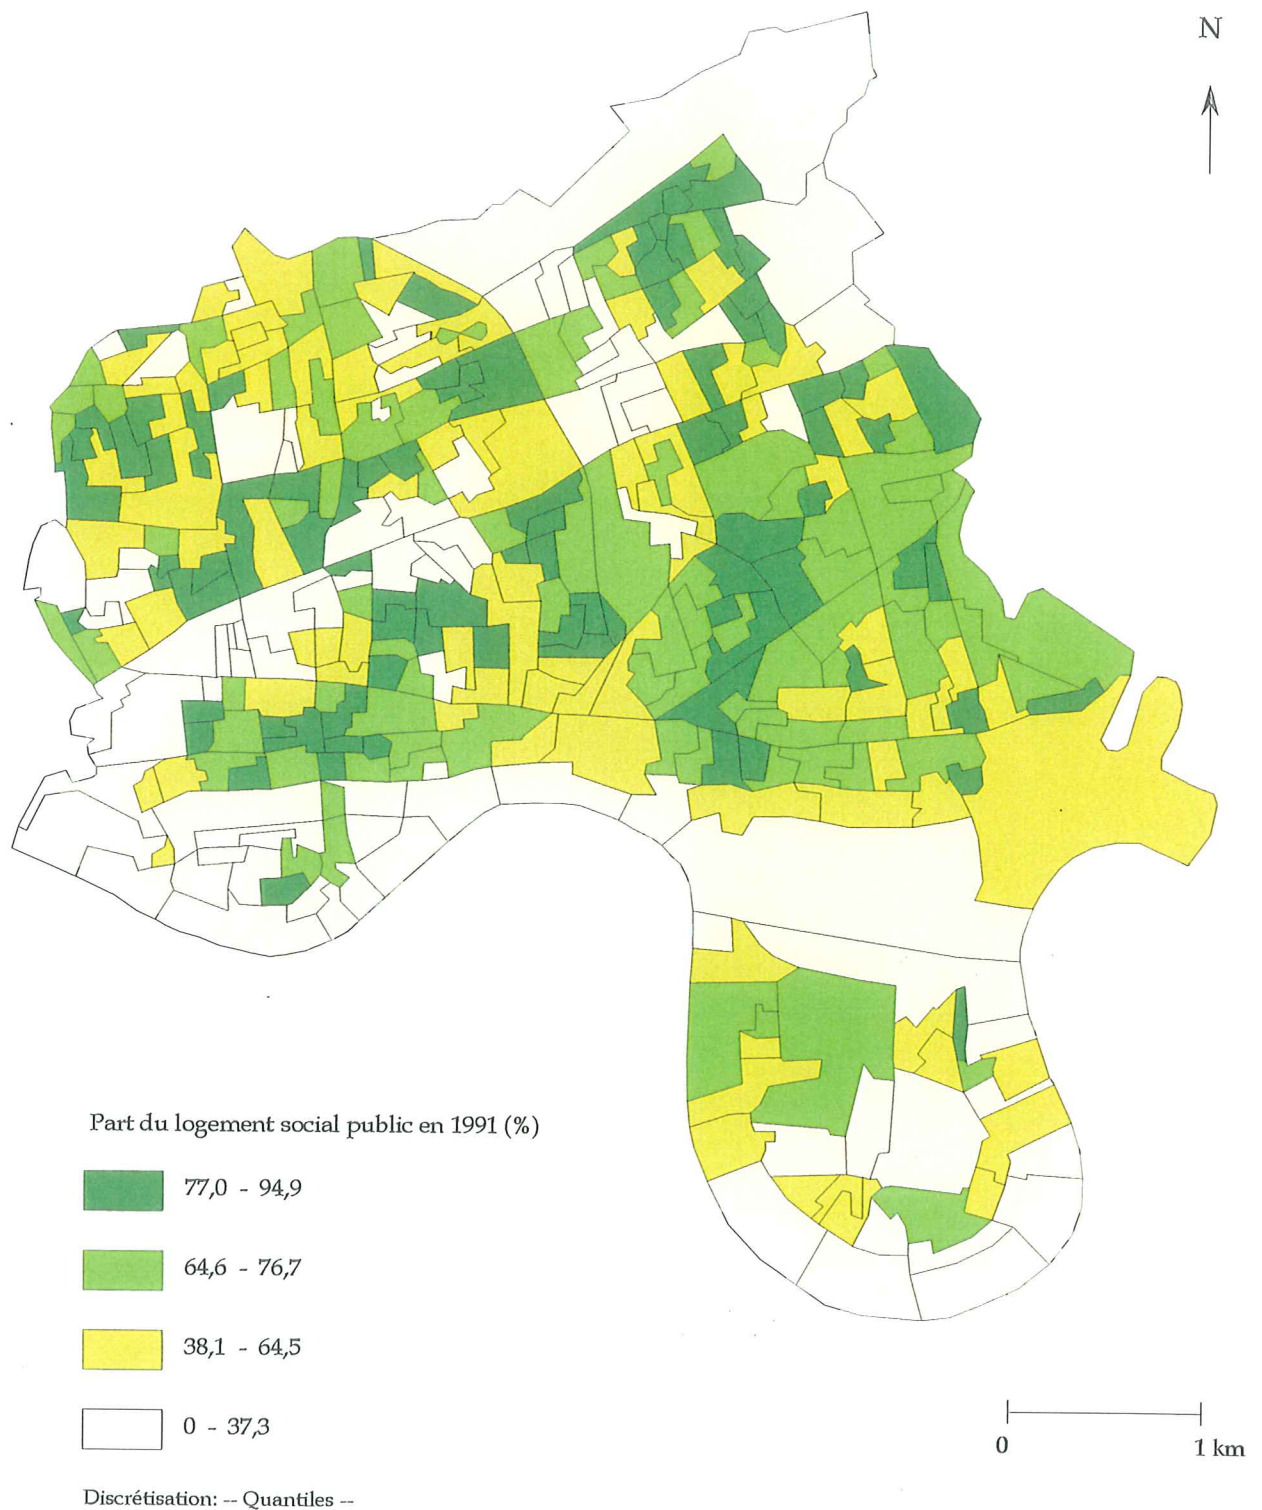 N
Part du logement social public en 1991 (%)
77,0 - 94,9
64,6 - 76,7
38,1 - 64,5
0 - 37,3
0 1 km
Discrétisation: -- Quantiles --